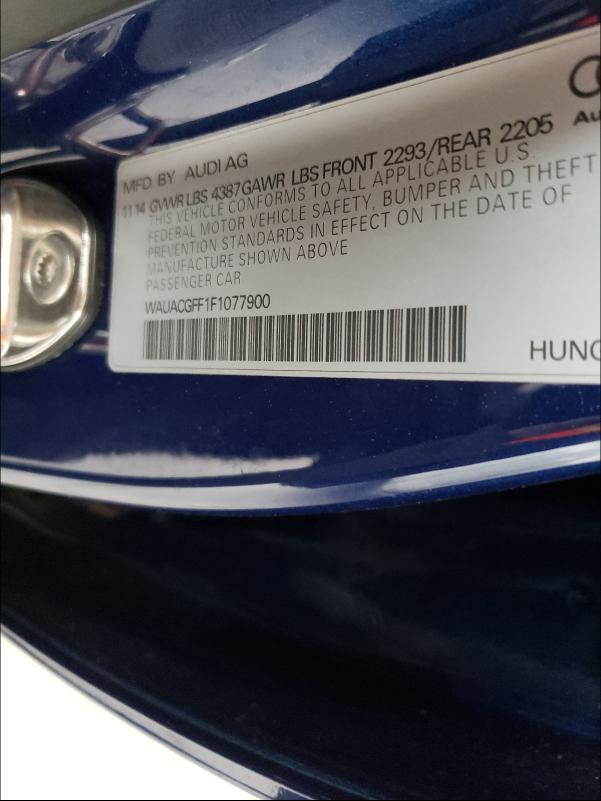 MFD. BY AUDI AG
11 14 GVWR LBS 4387 GAWR LBS FRONT 2293/REAR 2205
THIS VEHICLE CONFORMS TO ALL APPLICABLE U.S.
FEDERAL MOTOR VEHICLE SAFETY, BUMPER AND THEFT
PREVENTION STANDARDS IN EFFECT ON THE DATE OF
MANUFACTURE SHOWN ABOVE
PASSENGER CAR
WAUACGFF1F1077900